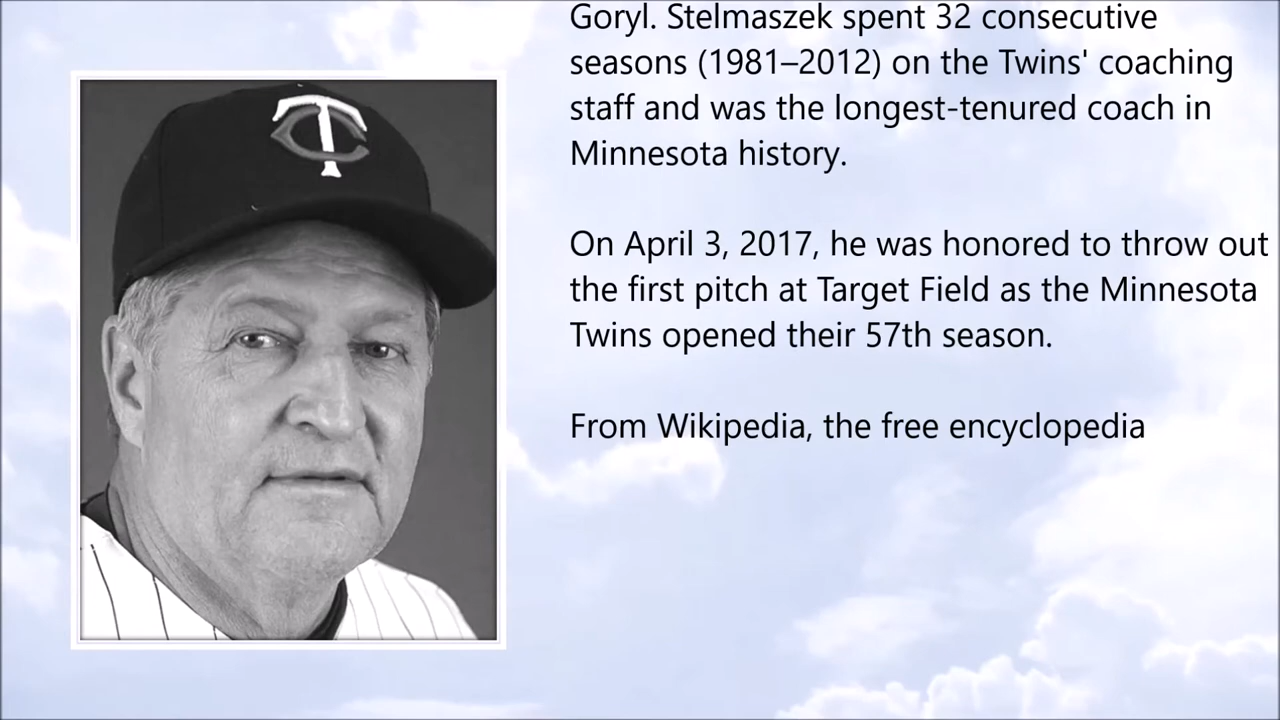 Goryl. Stelmaszek spent 32 consecutive
seasons (1981–2012) on the Twins' coaching
staff and was the longest-tenured coach in
Minnesota history.
On April 3, 2017, he was honored to throw out
the first pitch at Target Field as the Minnesota
Twins opened their 57th season.
From Wikipedia, the free encyclopedia
TC